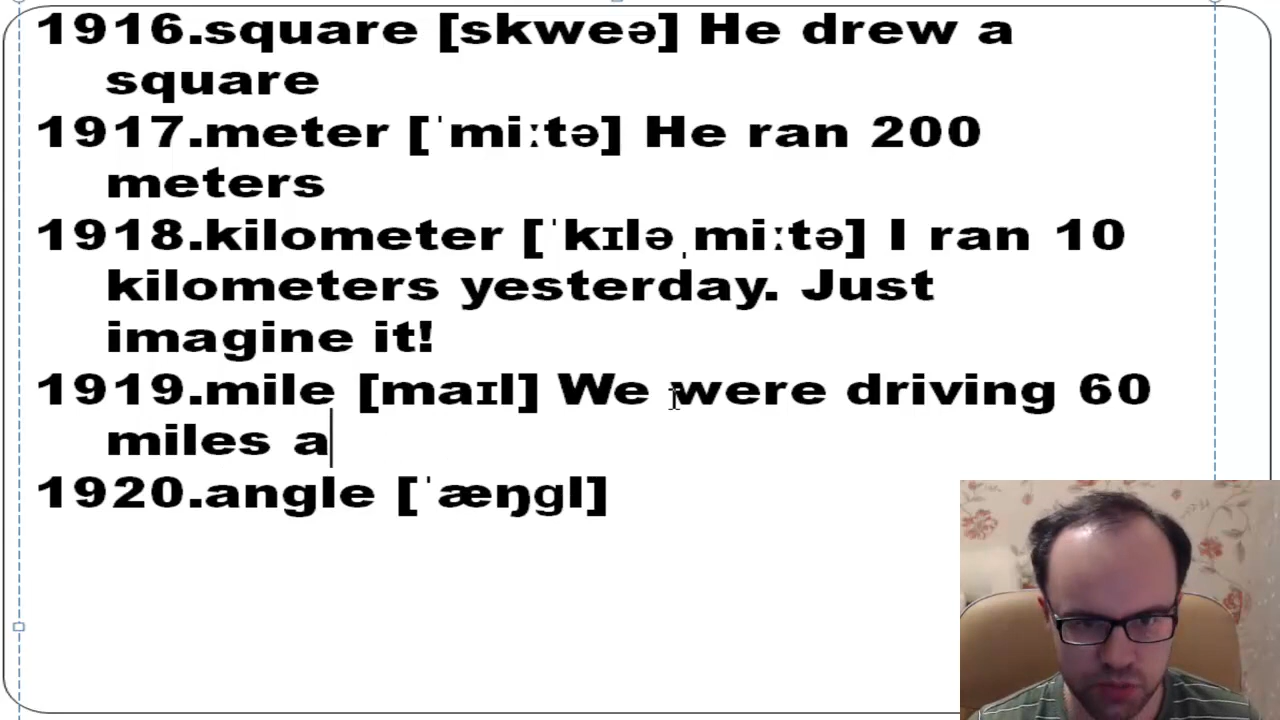 1916.square [skweə] He drew a
square
1917.meter [ˈmiːtə] He ran 200
meters
1918.kilometer [ˈkɪləˌmiːtə] I ran 10
kilometers yesterday. Just
imagine it!
1919.mile [maɪl] We were driving 60
miles a
1920.angle [ˈæŋgl]